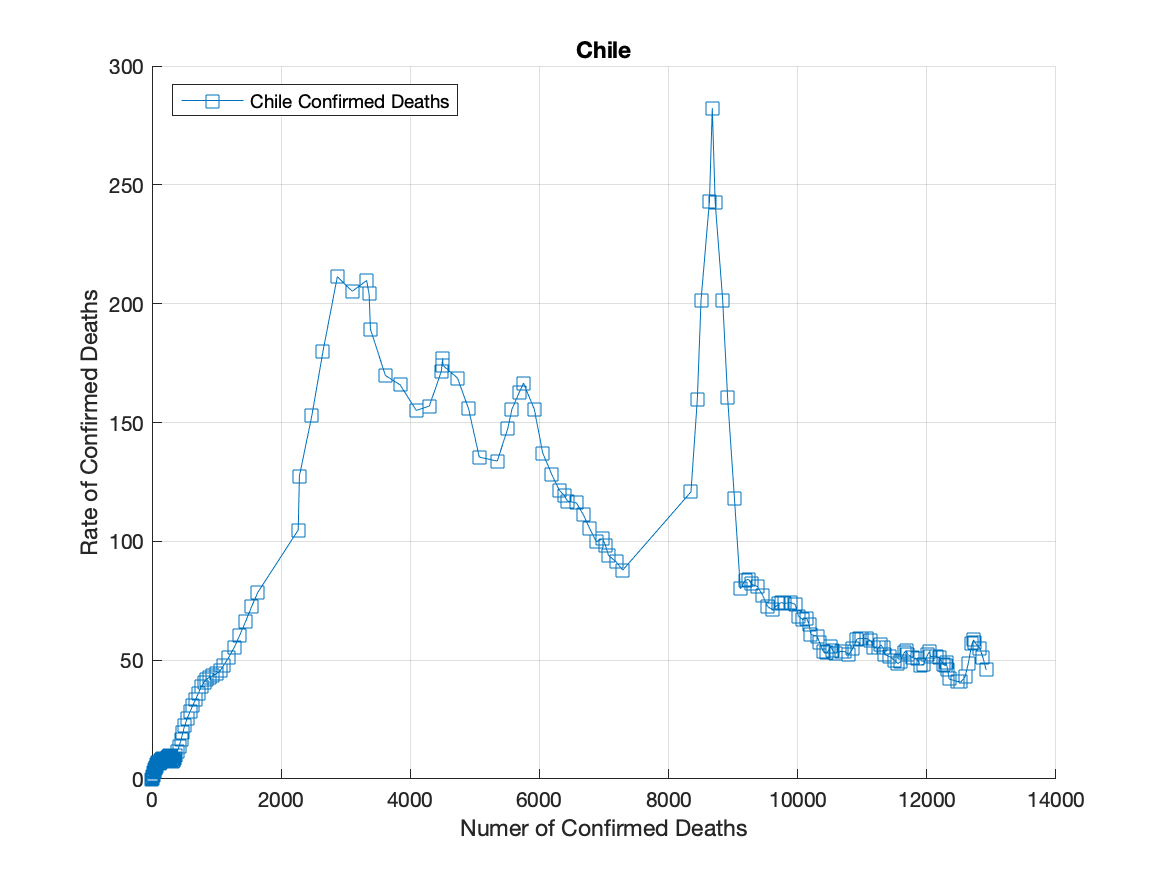 Chile
300
Chile Confirmed Deaths
250
200
150
100
50
0
Rate of Confirmed Deaths
0 2000 4000 6000 8000 10000 12000 14000
Numer of Confirmed Deaths